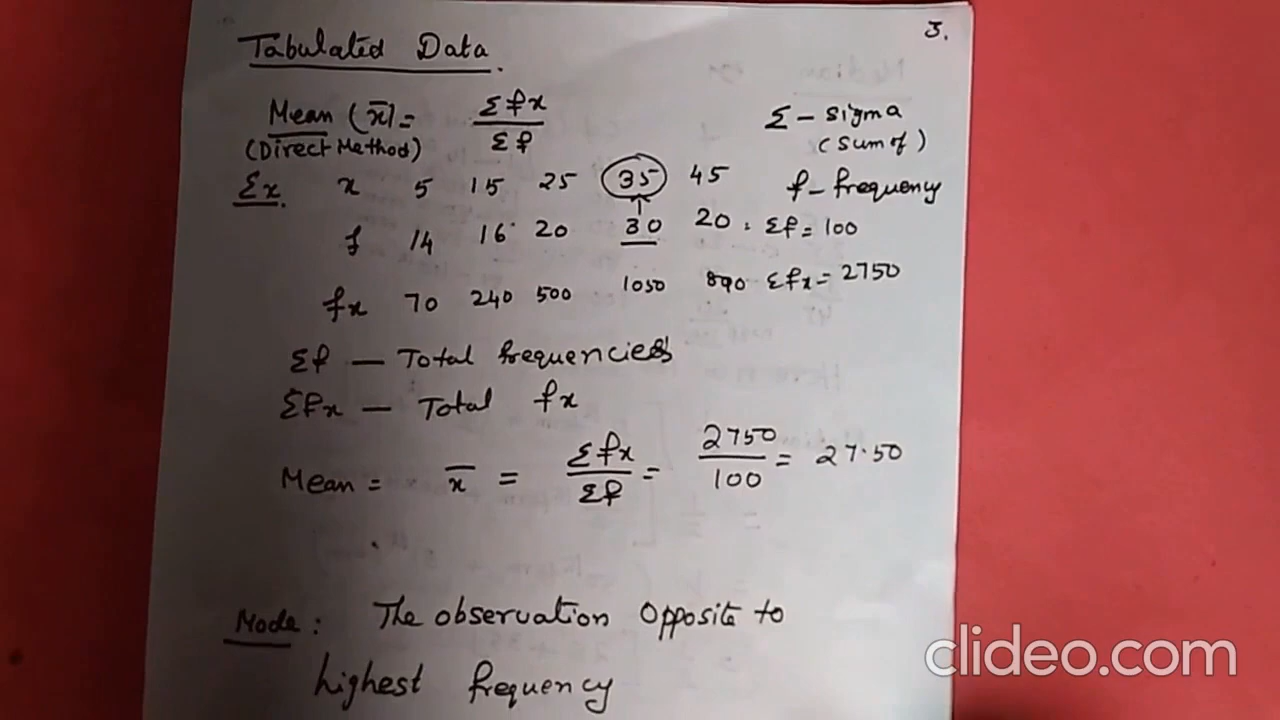 3.
Tabulated Data.
Mean (x̄) = Σfx / Σf
(Direct Method)
Σ – sigma
(sum of)
Ex. x 5 15 25 35 45
f – frequency
f 14 16 20 30 20 . Σf = 100
fx 70 240 500 1050 890 Σfx = 2750
Σf — Total frequencies
Σfx — Total fx
Mean = x̄ = Σfx / Σf = 2750 / 100 = 27.50
Mode : The observation opposite to
highest frequency
clideo.com